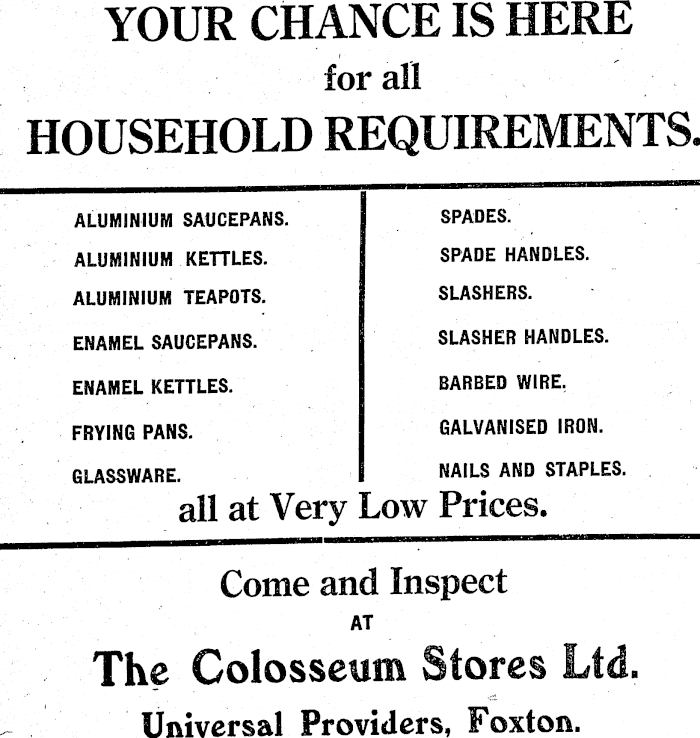 YOUR CHANCE IS HERE
for all
HOUSEHOLD REQUIREMENTS.
ALUMINIUM SAUCEPANS.
ALUMINIUM KETTLES.
ALUMINIUM TEAPOTS.
ENAMEL SAUCEPANS.
ENAMEL KETTLES.
FRYING PANS.
GLASSWARE.
SPADES.
SPADE HANDLES.
SLASHERS.
SLASHER HANDLES.
BARBED WIRE.
GALVANISED IRON.
NAILS AND STAPLES.
all at Very Low Prices.
Come and Inspect
AT
The Colosseum Stores Ltd.
Universal Providers, Foxton.